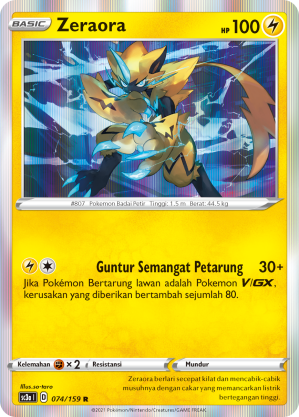 BASIC Zeraora HP 100
#807 Pokemon Badai Petir Tinggi: 1.5 m Berat: 44.5 kg
Guntur Semangat Petarung 30+
Jika Pokémon Bertarung lawan adalah Pokemon V/GX,
kerusakan yang diberikan bertambah sejumlah 80.
Kelemahan ×2 Resistansi Mundur
Illus. so-taro
sc3a I D 074/159 R
Zeraora berlari secepat kilat dan mencabik-cabik
musuhnya dengan cakar yang mengandung listrik
bertegangan tinggi.
©2021 Pokémon/Nintendo/Creatures/GAME FREAK